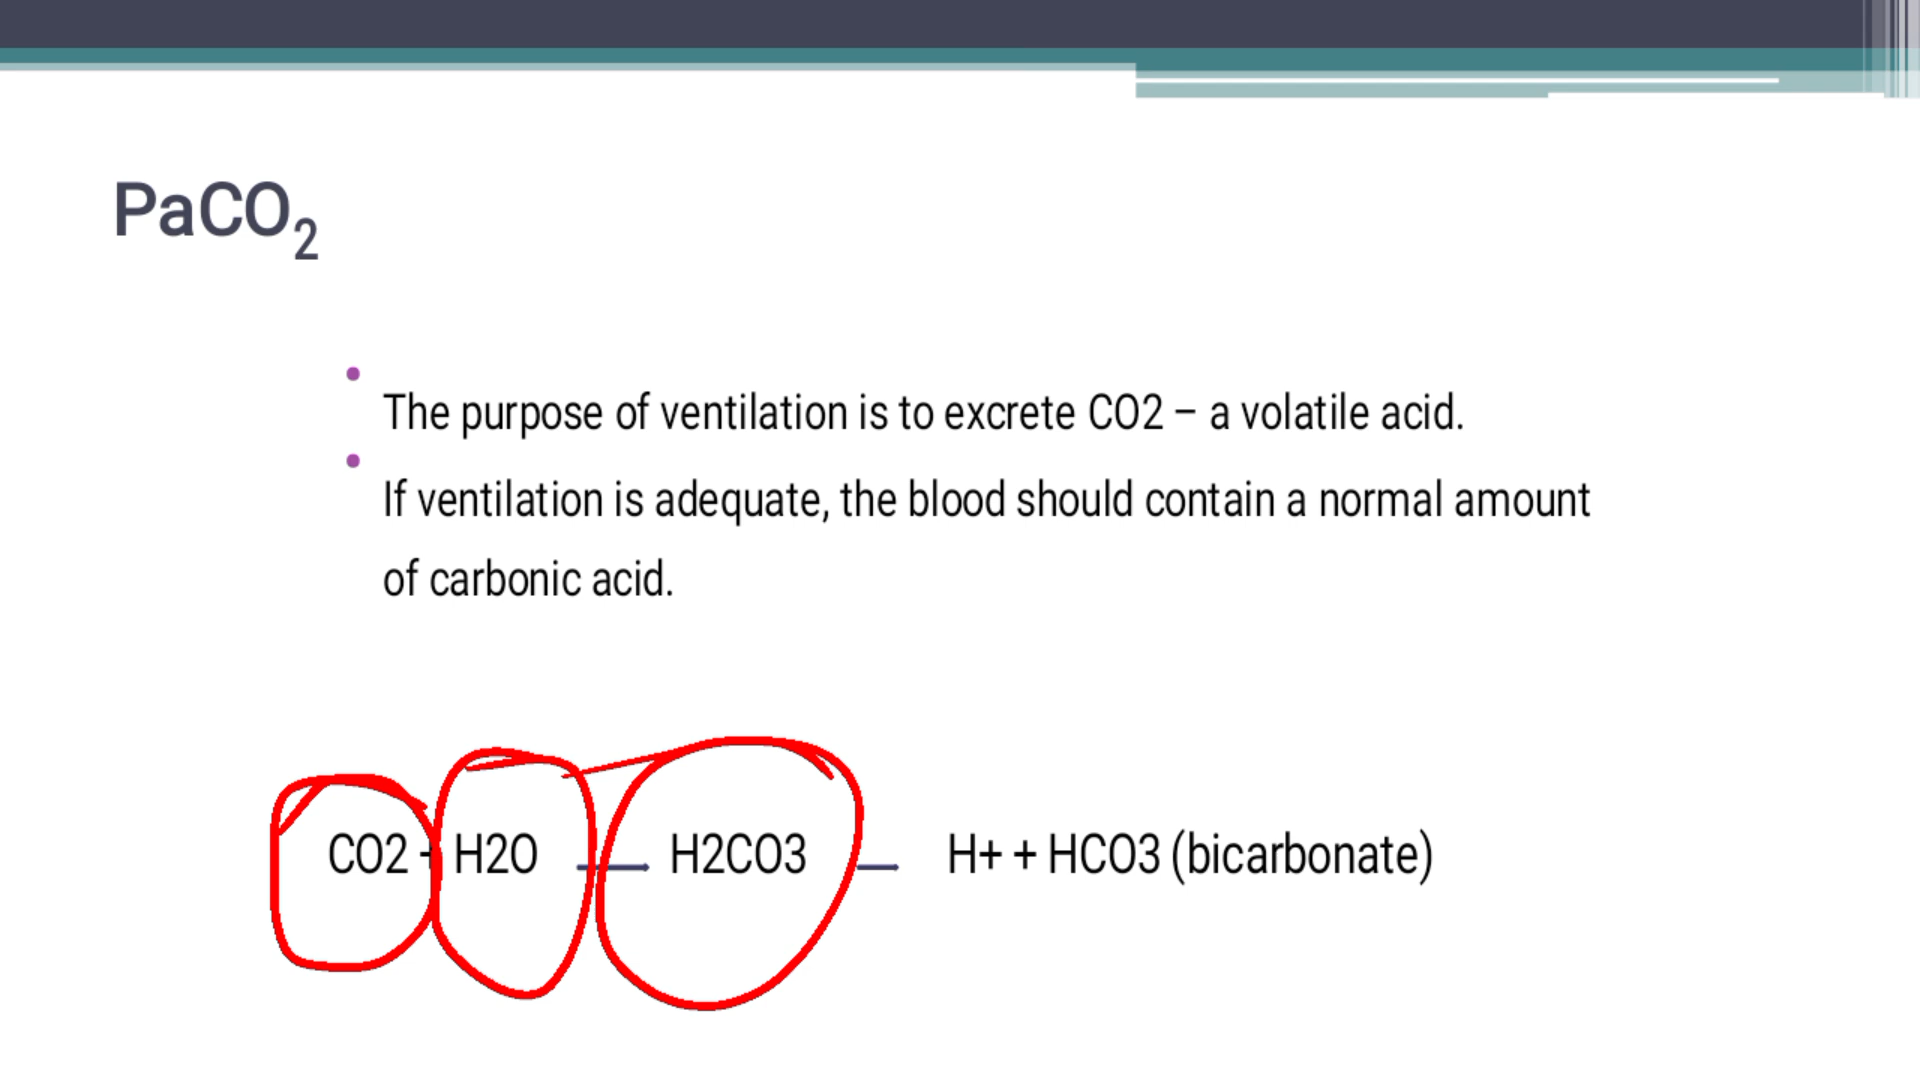 PaCO₂
• The purpose of ventilation is to excrete CO2 – a volatile acid.
• If ventilation is adequate, the blood should contain a normal amount
of carbonic acid.
CO2 + H2O — H2CO3 — H+ + HCO3 (bicarbonate)